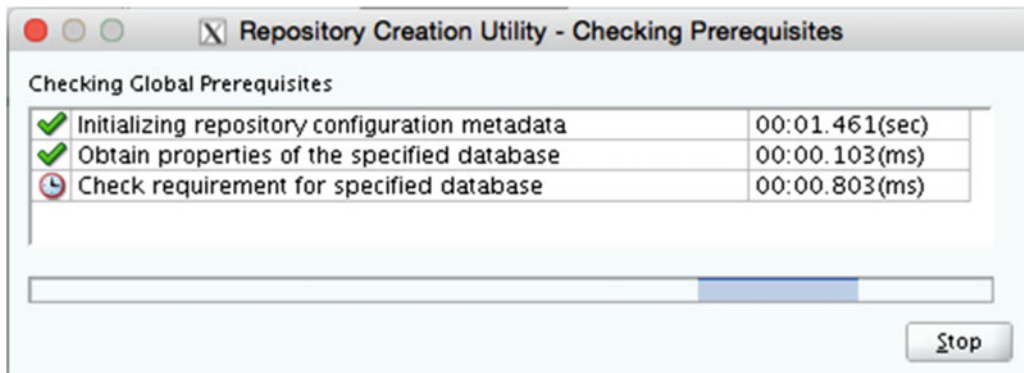 Repository Creation Utility - Checking Prerequisites
Checking Global Prerequisites
Initializing repository configuration metadata 00:01.461(sec)
Obtain properties of the specified database 00:00.103(ms)
Check requirement for specified database 00:00.803(ms)
Stop